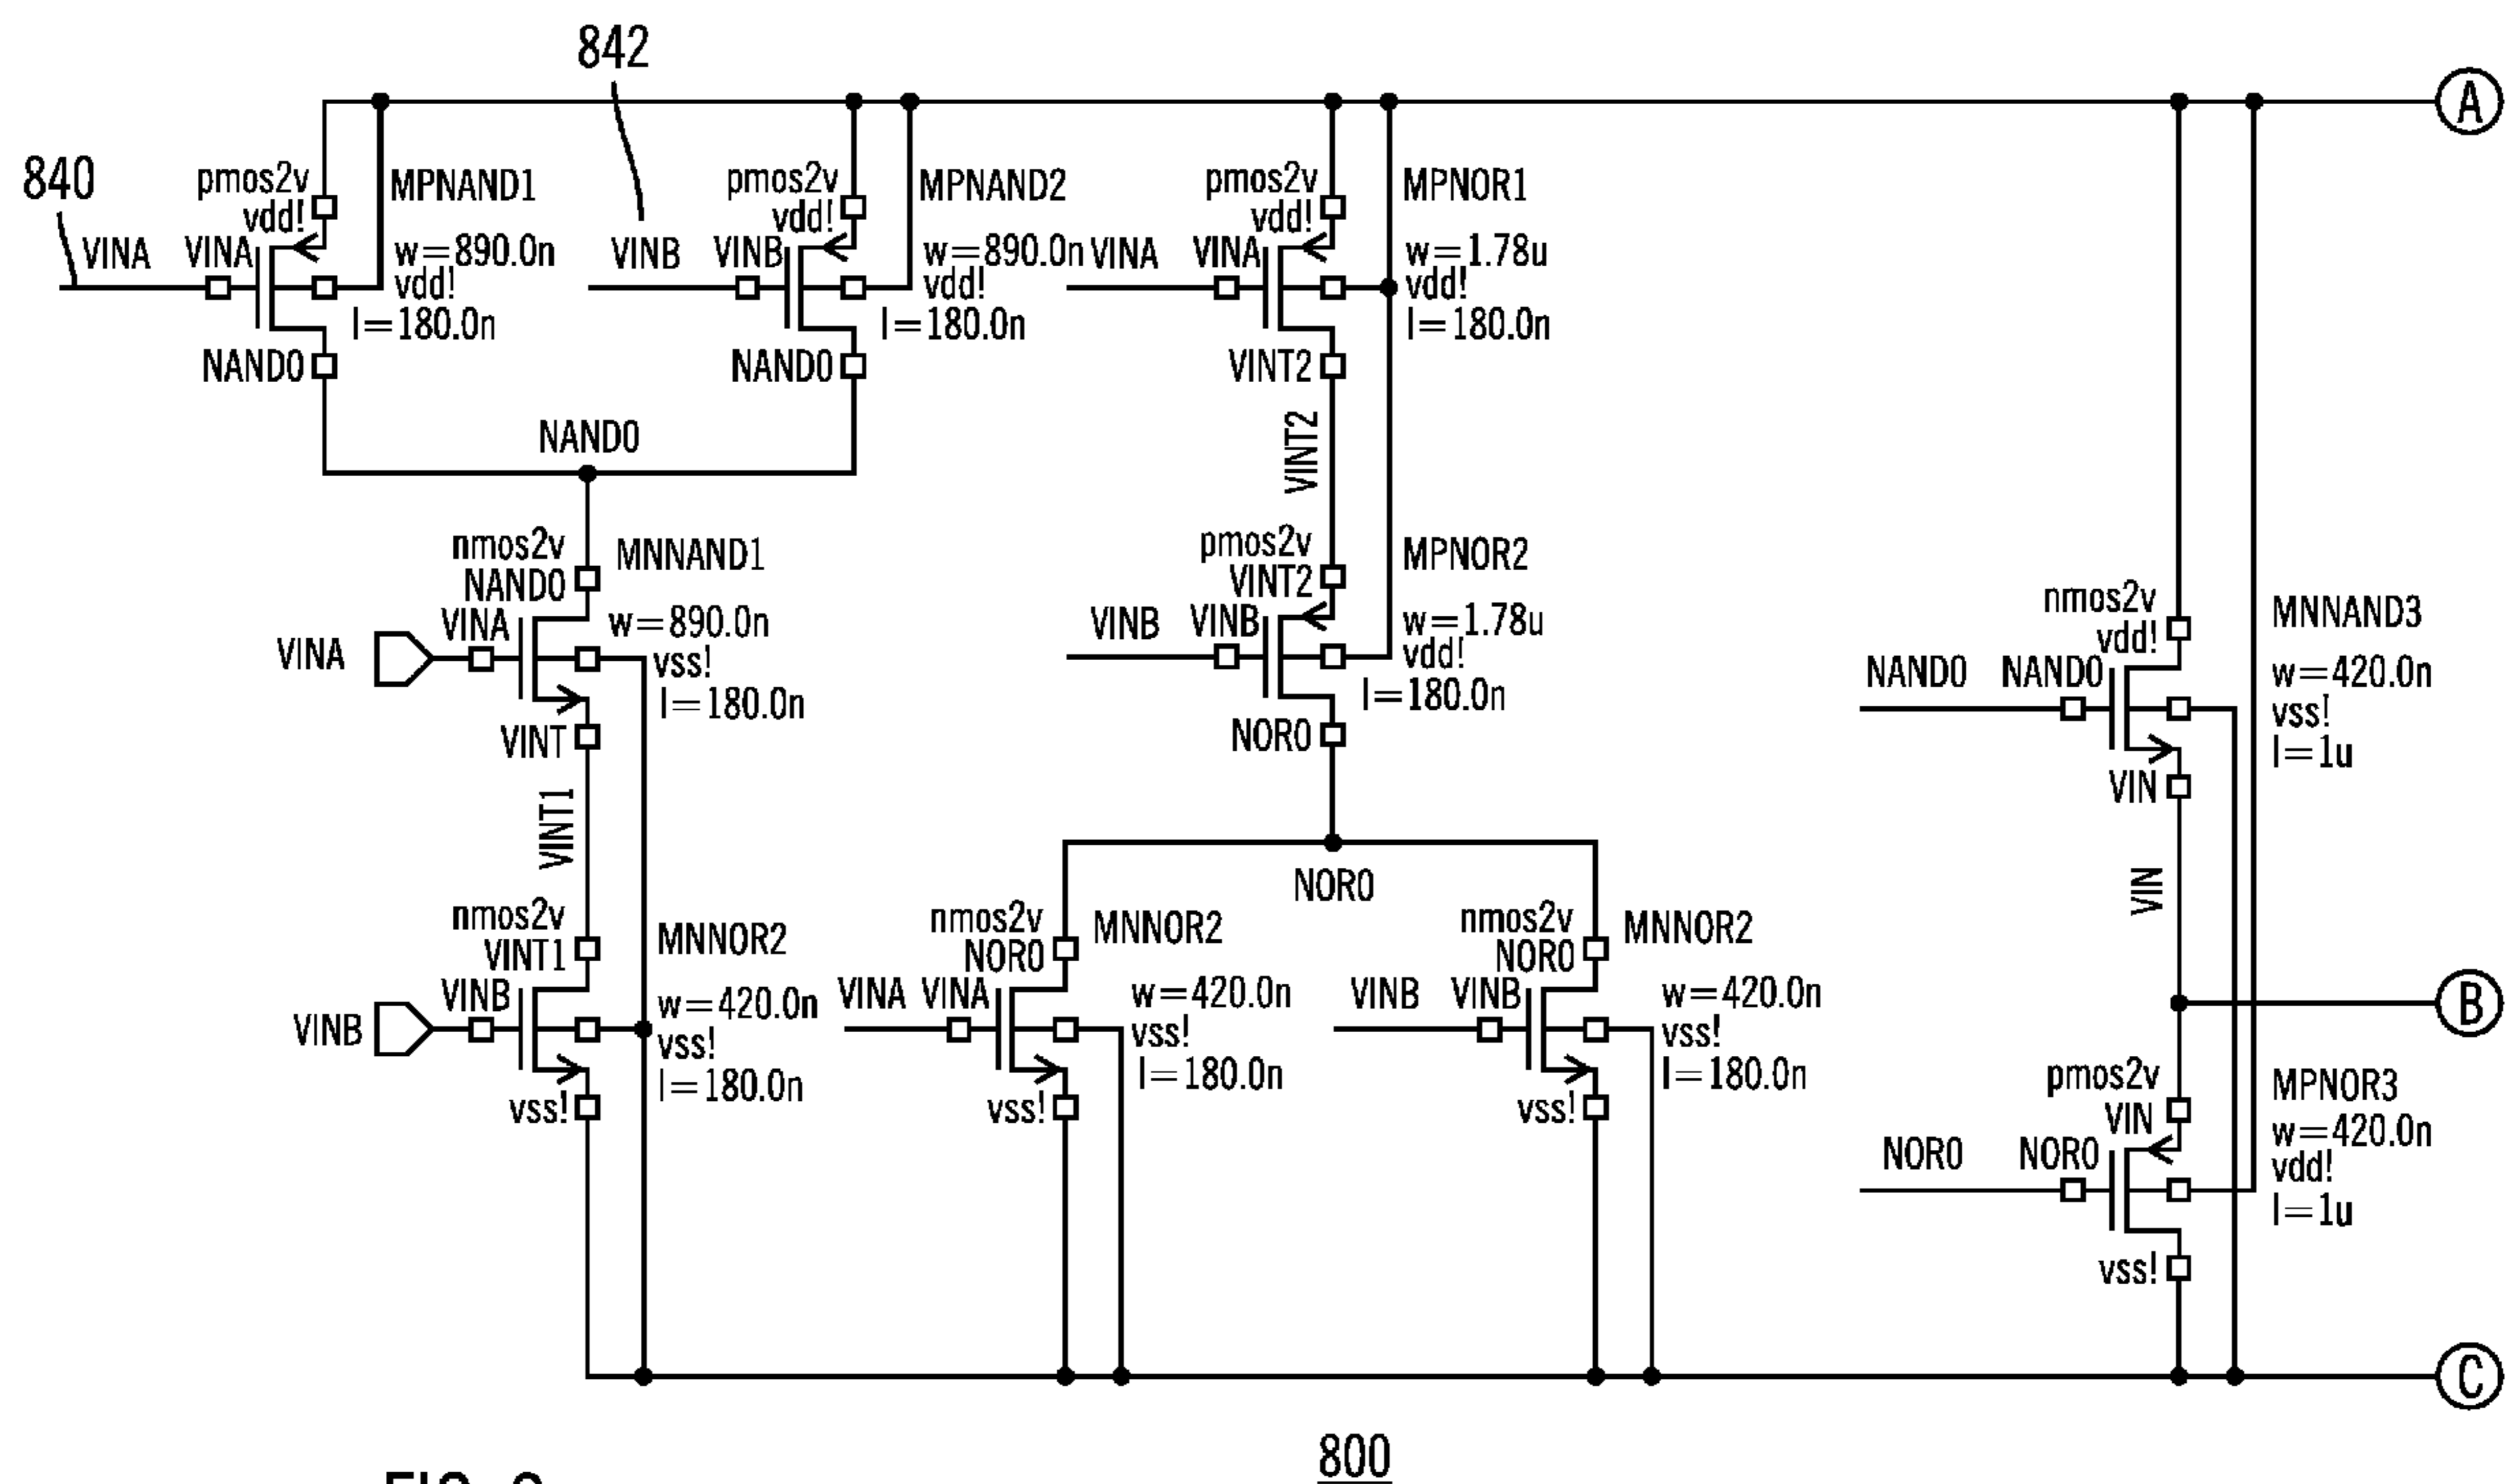 842
A
840
pmos2v
vdd!
MPNAND1
VINA
VINA
w=890.0n
vdd!
l=180.0n
NAND0
pmos2v
vdd!
MPNAND2
VINB
VINB
w=890.0n
vdd!
l=180.0n
NAND0
pmos2v
vdd!
MPNOR1
VINA
VINA
w=1.78u
vdd!
l=180.0n
VINT2
NAND0
VINT2
nmos2v
NAND0
MNNAND1
VINA
VINA
w=890.0n
vss!
l=180.0n
VINT
pmos2v
VINT2
MPNOR2
VINB
VINB
w=1.78u
vdd!
l=180.0n
NOR0
nmos2v
vdd!
MNNAND3
NAND0
NAND0
w=420.0n
vss!
l=1u
VIN
VINT1
NOR0
VIN
nmos2v
VINT1
MNNOR2
VINB
VINB
w=420.0n
vss!
l=180.0n
vss!
nmos2v
NOR0
MNNOR2
VINA
VINA
w=420.0n
vss!
l=180.0n
vss!
nmos2v
NOR0
MNNOR2
VINB
VINB
w=420.0n
vss!
l=180.0n
vss!
B
pmos2v
VIN
MPNOR3
NOR0
NOR0
w=420.0n
vdd!
l=1u
vss!
C
800